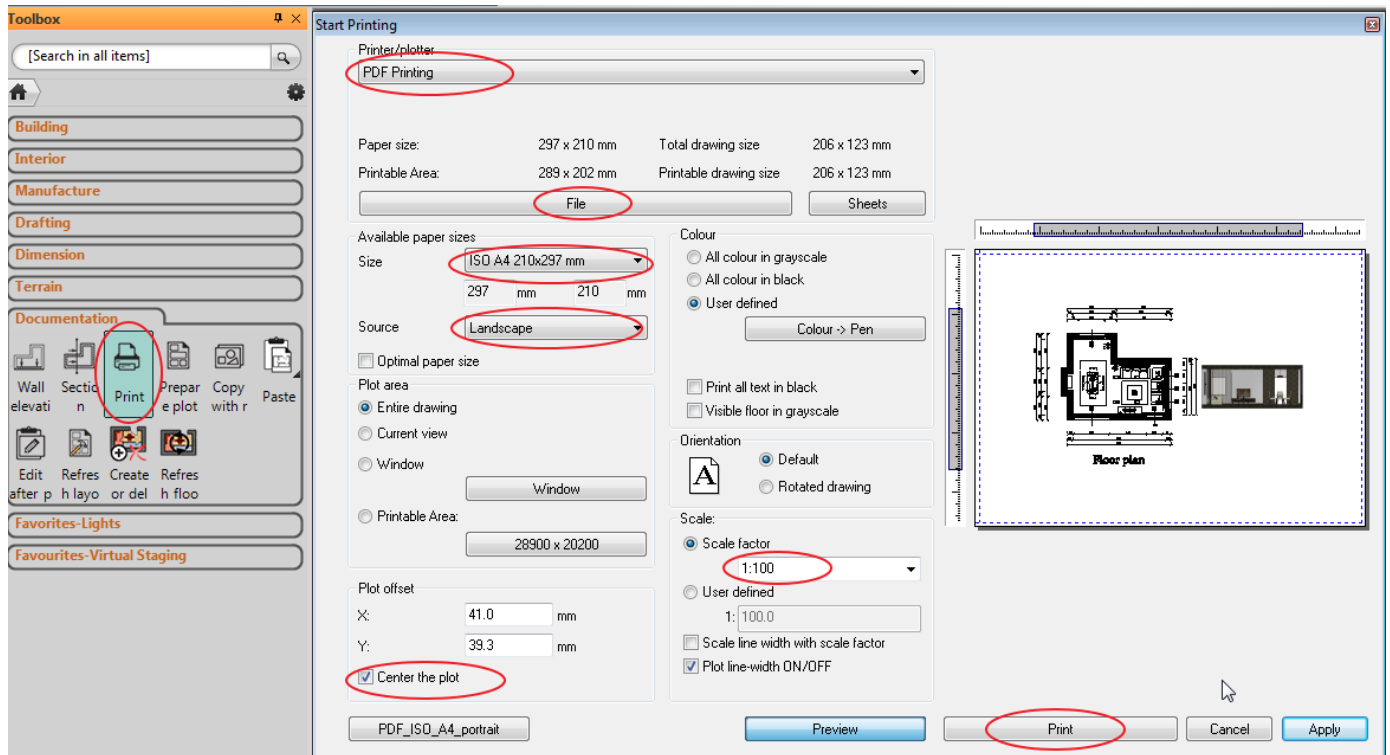 Toolbox
[Search in all items]
Building
Interior
Manufacture
Drafting
Dimension
Terrain
Documentation
Wall
elevati
Sectio
n
Print
Prepar
e plot
Copy
with r
Paste
Edit
after p
Refres
h layo
Create
or del
Refres
h floo
Favorites-Lights
Favourites-Virtual Staging
Start Printing
Printer/plotter
PDF Printing
Paper size: 297 x 210 mm Total drawing size 206 x 123 mm
Printable Area: 289 x 202 mm Printable drawing size 206 x 123 mm
File Sheets
Available paper sizes
Size ISO A4 210x297 mm
297 mm 210 mm
Source Landscape
Optimal paper size
Plot area
Entire drawing
Current view
Window
Window
Printable Area:
28900 x 20200
Plot offset
X: 41.0 mm
Y: 39.3 mm
Center the plot
Colour
All colour in grayscale
All colour in black
User defined
Colour -> Pen
Print all text in black
Visible floor in grayscale
Orientation
A
Default
Rotated drawing
Scale:
Scale factor
1:100
User defined
1: 100.0
Scale line width with scale factor
Plot line-width ON/OFF
Floor plan
PDF_ISO_A4_portrait Preview Print Cancel Apply